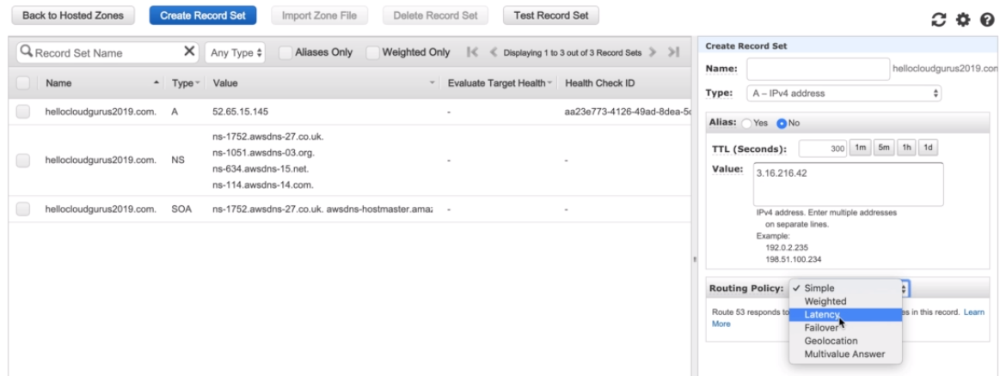 Back to Hosted Zones Create Record Set Import Zone File Delete Record Set Test Record Set
Record Set Name Any Type Aliases Only Weighted Only Displaying 1 to 3 out of 3 Record Sets
Name Type Value Evaluate Target Health Health Check ID
hellocloudgurus2019.com. A 52.65.15.145 - aa23e773-4126-49ad-8dea-5
hellocloudgurus2019.com. NS ns-1752.awsdns-27.co.uk. - -
ns-1051.awsdns-03.org.
ns-634.awsdns-15.net.
ns-114.awsdns-14.com.
hellocloudgurus2019.com. SOA ns-1752.awsdns-27.co.uk. awsdns-hostmaster.ama - -
Create Record Set
Name: hellocloudgurus2019.com
Type: A – IPv4 address
Alias: Yes No
TTL (Seconds): 300 1m 5m 1h 1d
Value: 3.16.216.42
IPv4 address. Enter multiple addresses
on separate lines.
Example:
192.0.2.235
198.51.100.234
Routing Policy: ✓ Simple
Weighted
Route 53 responds to Latency es in this record. Learn
More Failover
Geolocation
Multivalue Answer